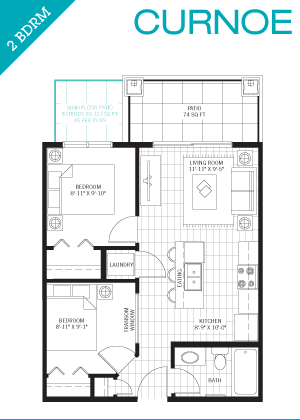 2 BDRM
CURNOE
MAIN FLOOR PATIO
EXTENDS TO 121 SQ FT
AS PER PLAN
PATIO
74 SQ FT
LIVING ROOM
11'-11" X 9'-5"
BEDROOM
8'-11" X 9'-10"
LAUNDRY
EATING
BEDROOM
8'-11" X 9'-1"
TRANSOM
WINDOW
KITCHEN
8'-9" X 10'-0"
BATH